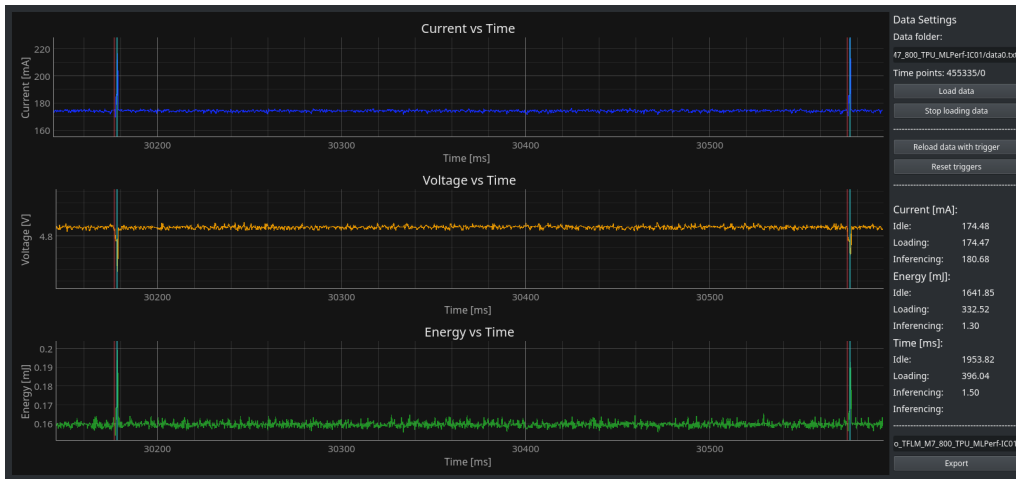 Current vs Time
Current [mA]
220
200
180
160
30200 30300 30400 30500
Time [ms]
Voltage vs Time
Voltage [V]
4.8
30200 30300 30400 30500
Time [ms]
Energy vs Time
Energy [mJ]
0.2
0.19
0.18
0.17
0.16
30200 30300 30400 30500
Time [ms]
Data Settings
Data folder:
17_800_TPU_MLPerf-IC01/data0.txt
Time points: 455335/0
Load data
Stop loading data
Reload data with trigger
Reset triggers
Current [mA]:
Idle: 174.48
Loading: 174.47
Inferencing: 180.68
Energy [mJ]:
Idle: 1641.85
Loading: 332.52
Inferencing: 1.30
Time [ms]:
Idle: 1953.82
Loading: 396.04
Inferencing: 1.50
Inferencing:
o_TFLM_M7_800_TPU_MLPerf-IC01
Export